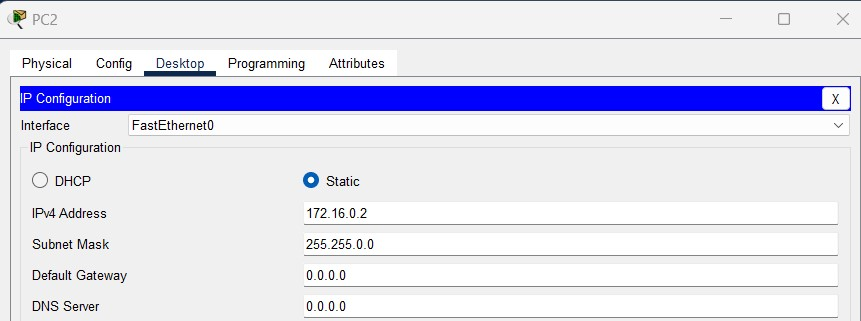 PC2
Physical Config Desktop Programming Attributes
IP Configuration X
Interface FastEthernet0
IP Configuration
DHCP Static
IPv4 Address 172.16.0.2
Subnet Mask 255.255.0.0
Default Gateway 0.0.0.0
DNS Server 0.0.0.0